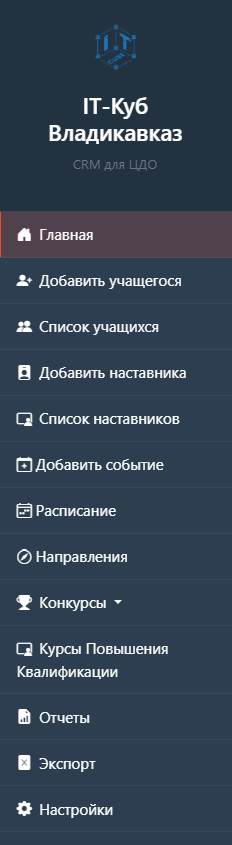 IT-Куб
Владикавказ
CRM для ЦДО
Главная
Добавить учащегося
Список учащихся
Добавить наставника
Список наставников
Добавить событие
Расписание
Направления
Конкурсы
Курсы Повышения
Квалификации
Отчеты
Экспорт
Настройки